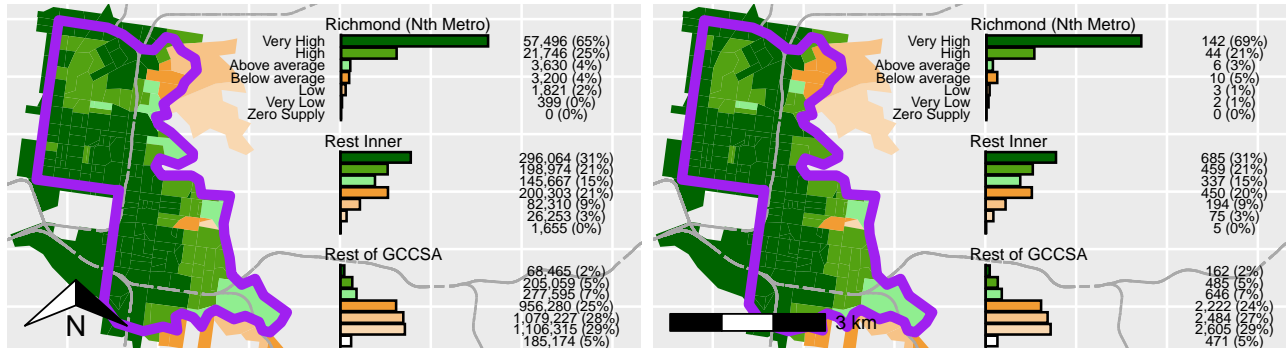 Richmond (Nth Metro)
Very High 57,496 (65%)
High 21,746 (25%)
Above average 3,630 (4%)
Below average 3,200 (4%)
Low 1,821 (2%)
Very Low 399 (0%)
Zero Supply 0 (0%)
Rest Inner
296,064 (31%)
198,974 (21%)
145,667 (15%)
200,303 (21%)
82,310 (9%)
26,253 (3%)
1,655 (0%)
Rest of GCCSA
68,465 (2%)
205,059 (5%)
277,595 (7%)
956,280 (25%)
1,079,227 (28%)
1,106,315 (29%)
185,174 (5%)
N
Richmond (Nth Metro)
Very High 142 (69%)
High 44 (21%)
Above average 6 (3%)
Below average 10 (5%)
Low 3 (1%)
Very Low 2 (1%)
Zero Supply 0 (0%)
Rest Inner
685 (31%)
459 (21%)
337 (15%)
450 (20%)
194 (9%)
75 (3%)
5 (0%)
Rest of GCCSA
162 (2%)
485 (5%)
646 (7%)
2,222 (24%)
2,484 (27%)
2,605 (29%)
471 (5%)
3 km